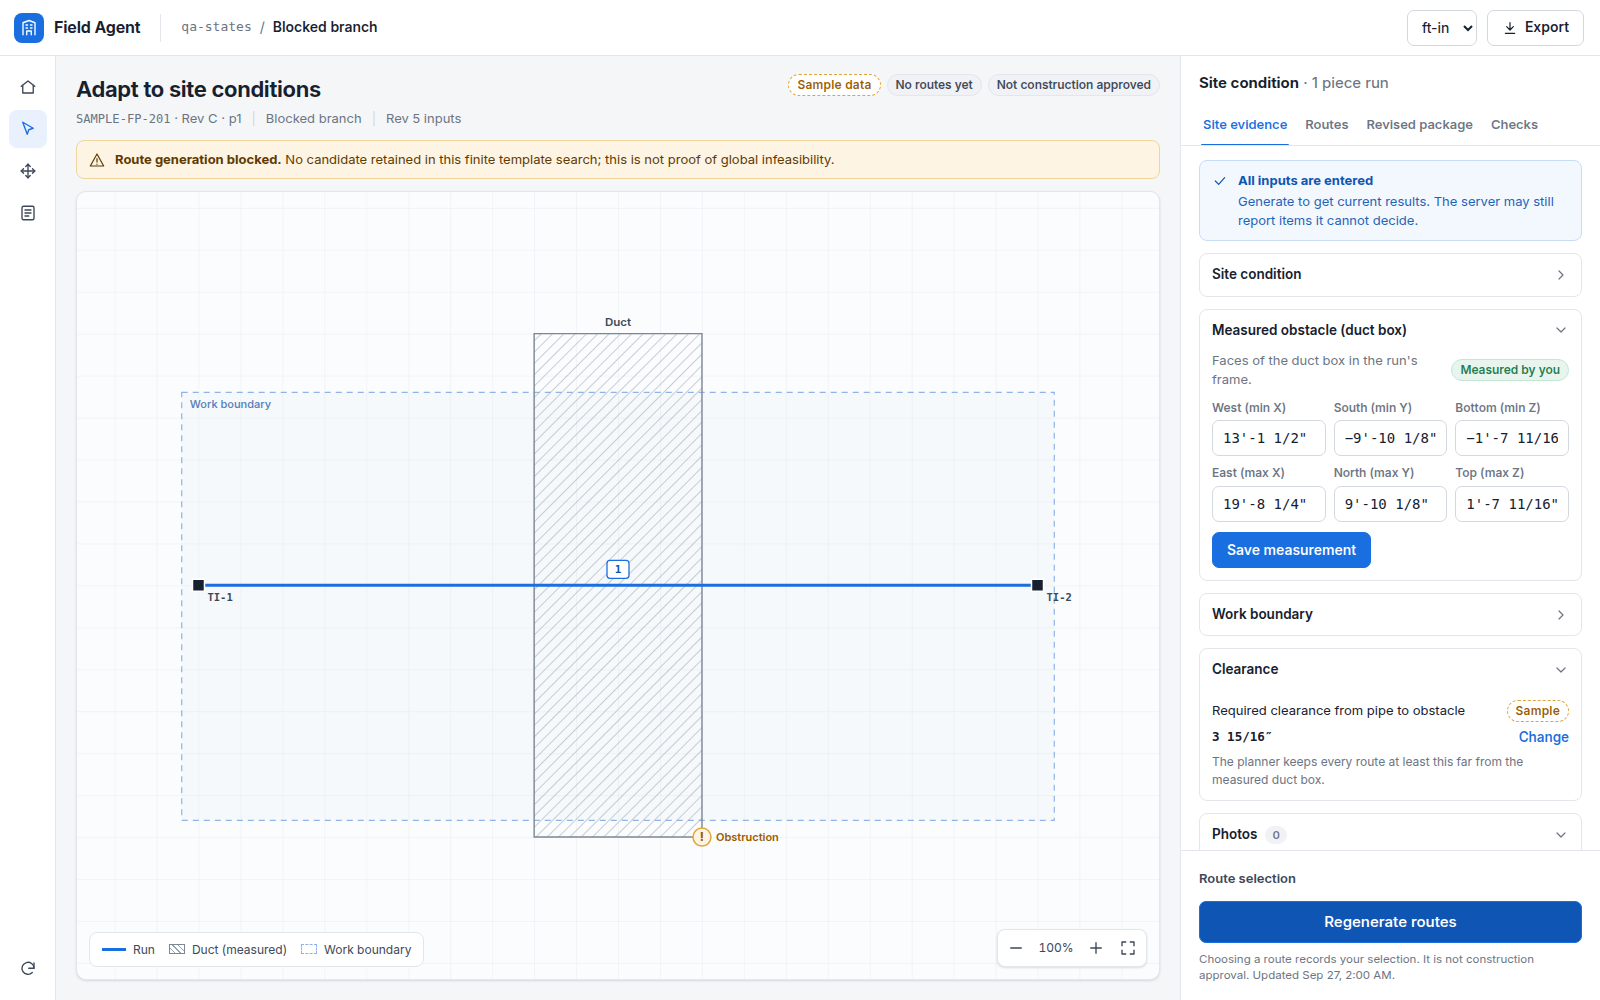 Field Agent
qa-states / Blocked branch
ft-in
Export
Adapt to site conditions
Sample data
No routes yet
Not construction approved
SAMPLE-FP-201 · Rev C · p1 | Blocked branch | Rev 5 inputs
Route generation blocked. No candidate retained in this finite template search; this is not proof of global infeasibility.
Duct
Work boundary
1
TI-1
TI-2
! Obstruction
Run
Duct (measured)
Work boundary
100%
Site condition · 1 piece run
Site evidence
Routes
Revised package
Checks
All inputs are entered
Generate to get current results. The server may still
report items it cannot decide.
Site condition
Measured obstacle (duct box)
Faces of the duct box in the run's
frame.
Measured by you
West (min X)
South (min Y)
Bottom (min Z)
13'-1 1/2"
−9'-10 1/8"
−1'-7 11/16
East (max X)
North (max Y)
Top (max Z)
19'-8 1/4"
9'-10 1/8"
1'-7 11/16"
Save measurement
Work boundary
Clearance
Required clearance from pipe to obstacle
Sample
3 15/16″
Change
The planner keeps every route at least this far from the
measured duct box.
Photos 0
Route selection
Regenerate routes
Choosing a route records your selection. It is not construction
approval. Updated Sep 27, 2:00 AM.